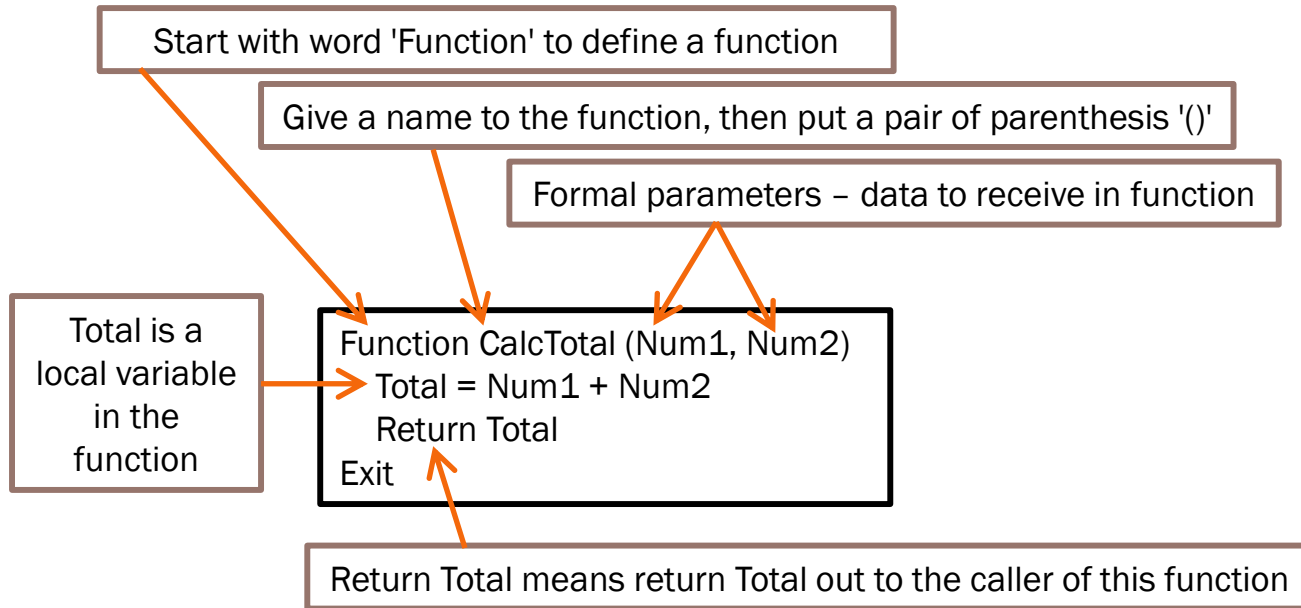 Start with word 'Function' to define a function
Give a name to the function, then put a pair of parenthesis '()'
Formal parameters – data to receive in function
Total is a
local variable
in the
function
Function CalcTotal (Num1, Num2)
Total = Num1 + Num2
Return Total
Exit
Return Total means return Total out to the caller of this function